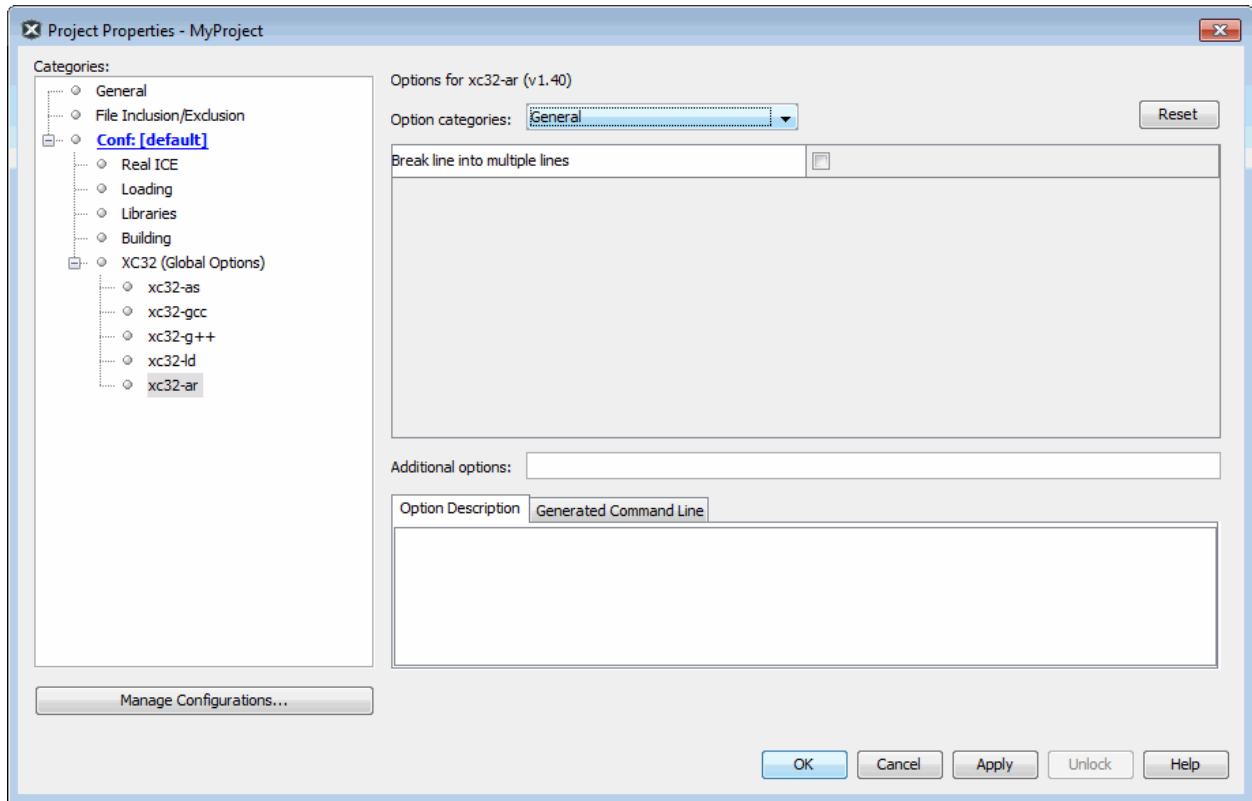 Project Properties - MyProject
Categories:
General
File Inclusion/Exclusion
Conf: [default]
Real ICE
Loading
Libraries
Building
XC32 (Global Options)
xc32-as
xc32-gcc
xc32-g++
xc32-ld
xc32-ar
Manage Configurations...
Options for xc32-ar (v1.40)
Option categories: General
Reset
Break line into multiple lines
Additional options:
Option Description Generated Command Line
OK Cancel Apply Unlock Help